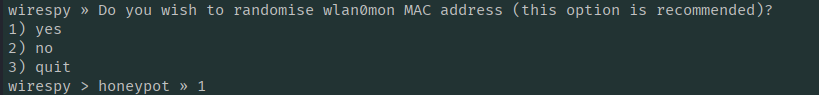 wirespy » Do you wish to randomise wlan0mon MAC address (this option is recommended)?
1) yes
2) no
3) quit
wirespy > honeypot » 1